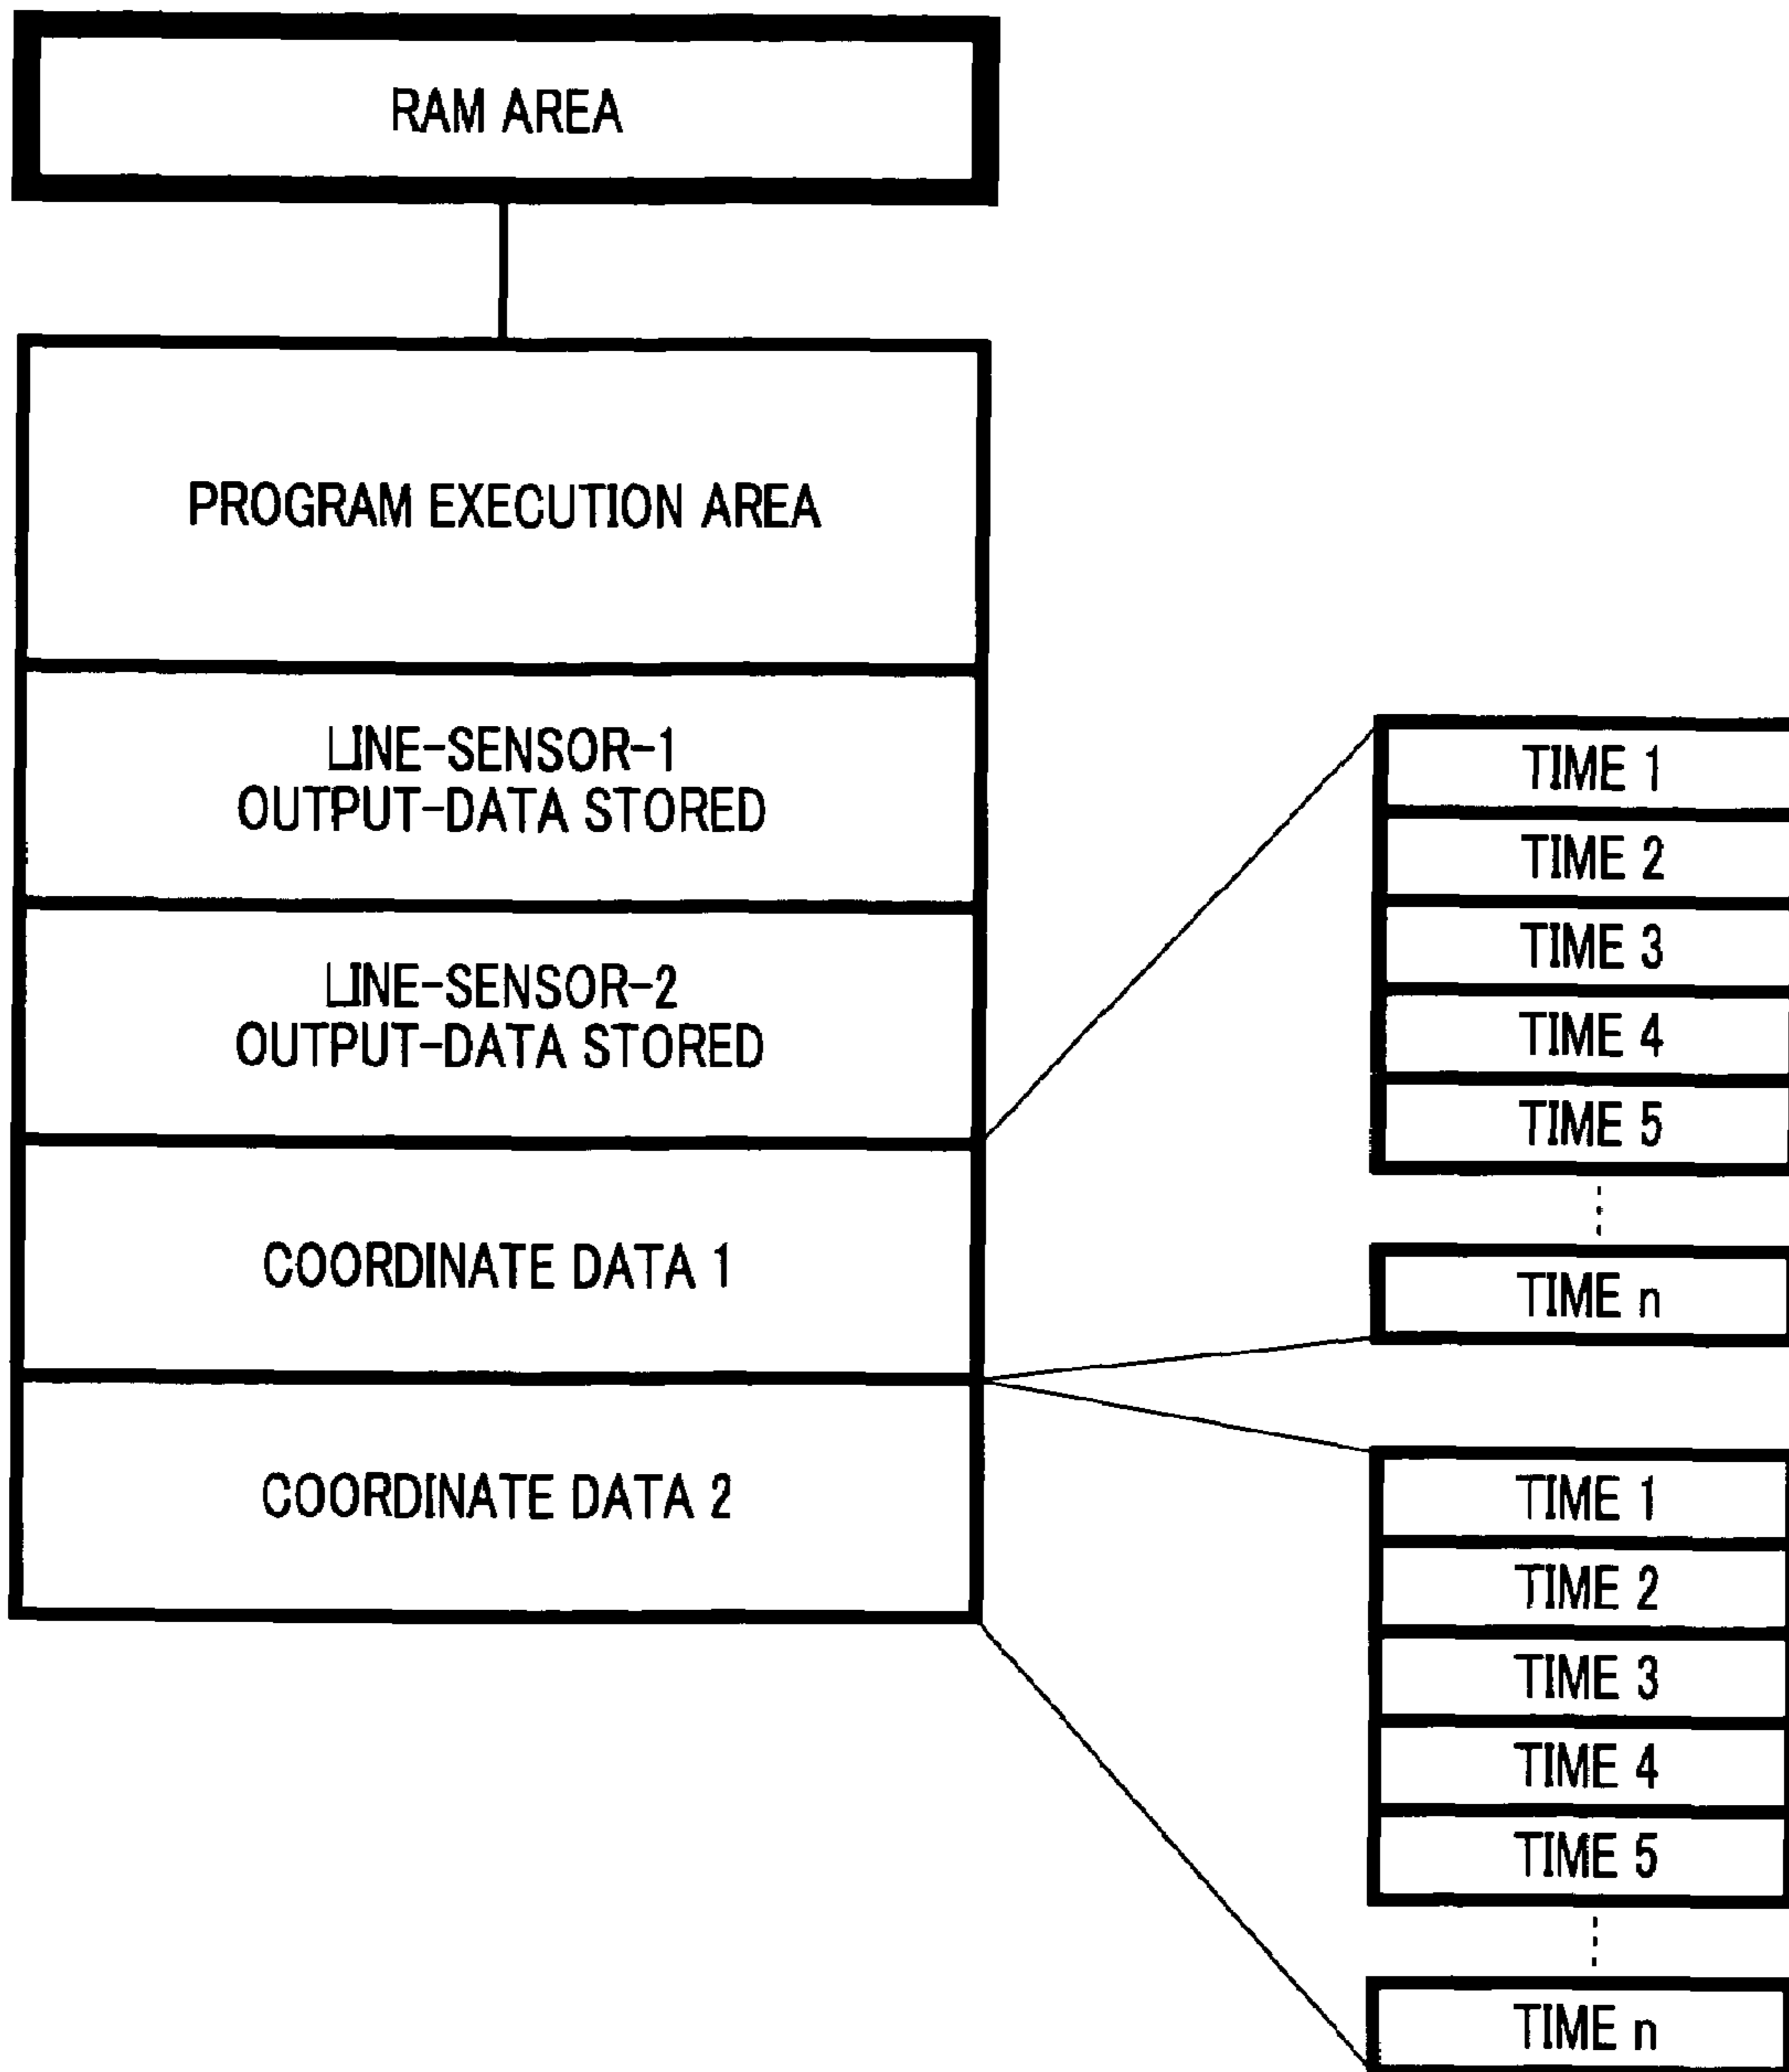 RAM AREA
PROGRAM EXECUTION AREA
LINE-SENSOR-1
OUTPUT-DATA STORED
LINE-SENSOR-2
OUTPUT-DATA STORED
COORDINATE DATA 1
COORDINATE DATA 2
TIME 1
TIME 2
TIME 3
TIME 4
TIME 5
TIME n
TIME 1
TIME 2
TIME 3
TIME 4
TIME 5
TIME n